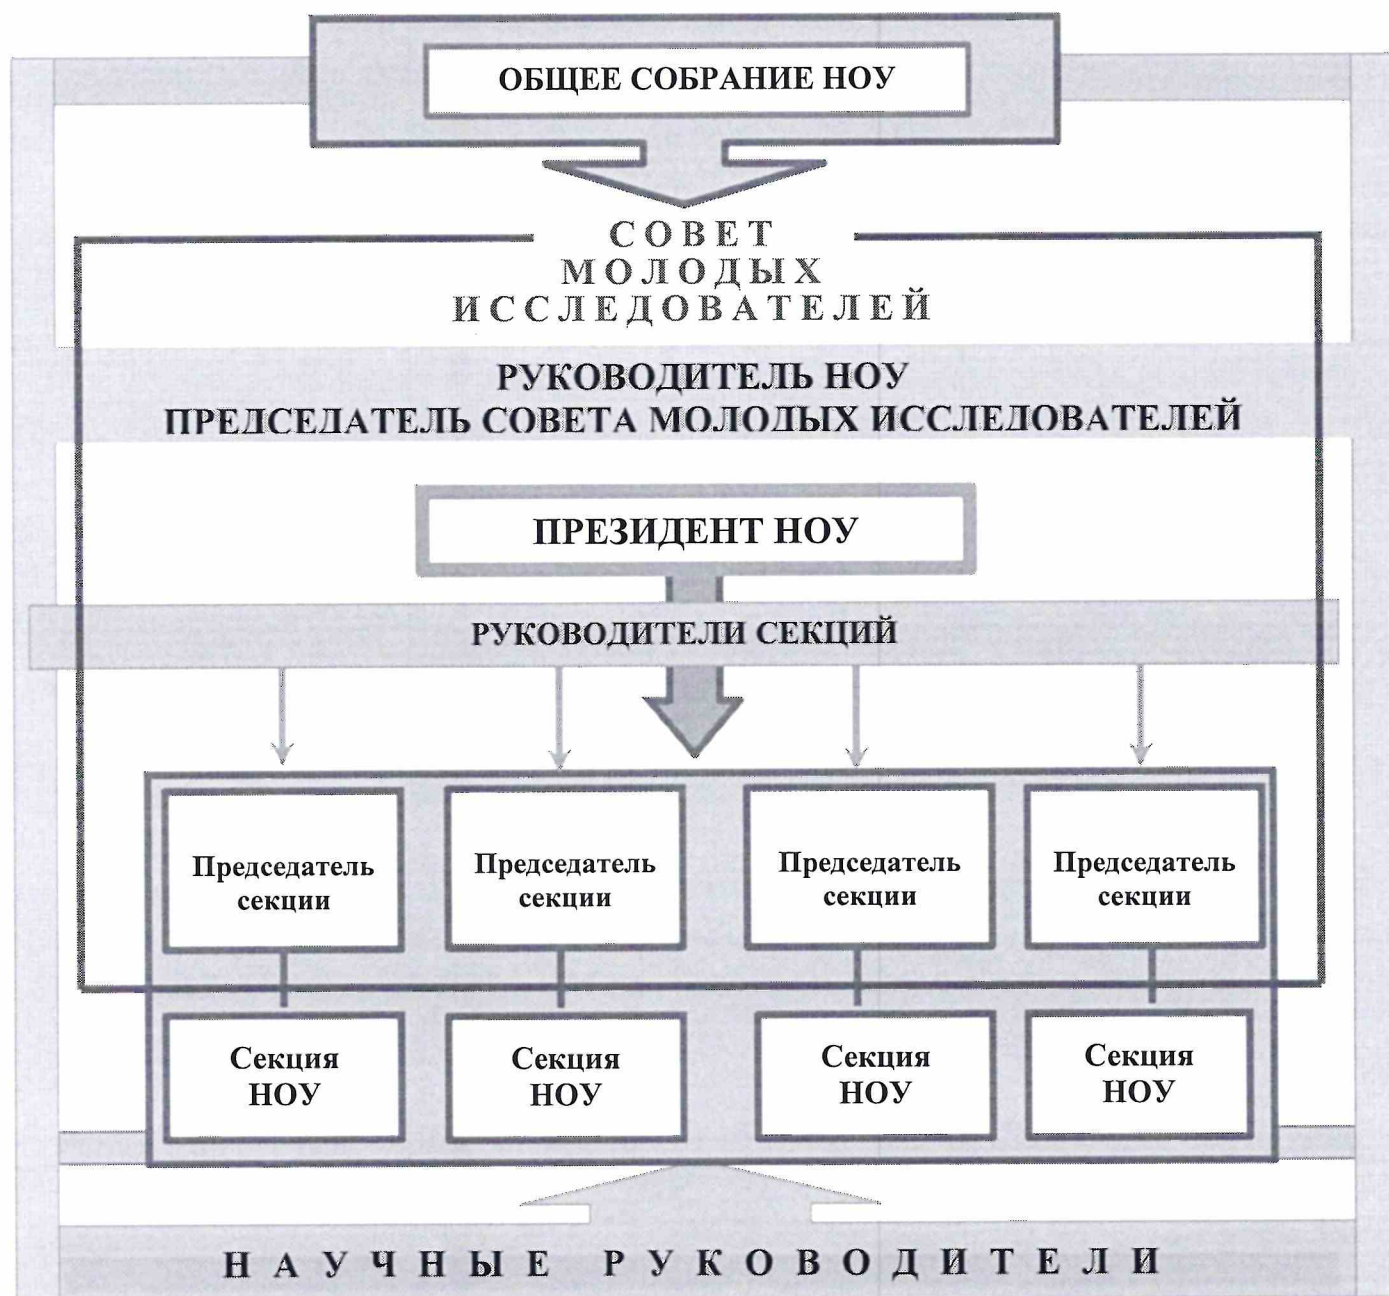 ОБЩЕЕ СОБРАНИЕ НОУ
СОВЕТ
МОЛОДЫХ
ИССЛЕДОВАТЕЛЕЙ
РУКОВОДИТЕЛЬ НОУ
ПРЕДСЕДАТЕЛЬ СОВЕТА МОЛОДЫХ ИССЛЕДОВАТЕЛЕЙ
ПРЕЗИДЕНТ НОУ
РУКОВОДИТЕЛИ СЕКЦИЙ
Председатель
секции
Председатель
секции
Председатель
секции
Председатель
секции
Секция
НОУ
Секция
НОУ
Секция
НОУ
Секция
НОУ
НАУЧНЫЕ РУКОВОДИТЕЛИ